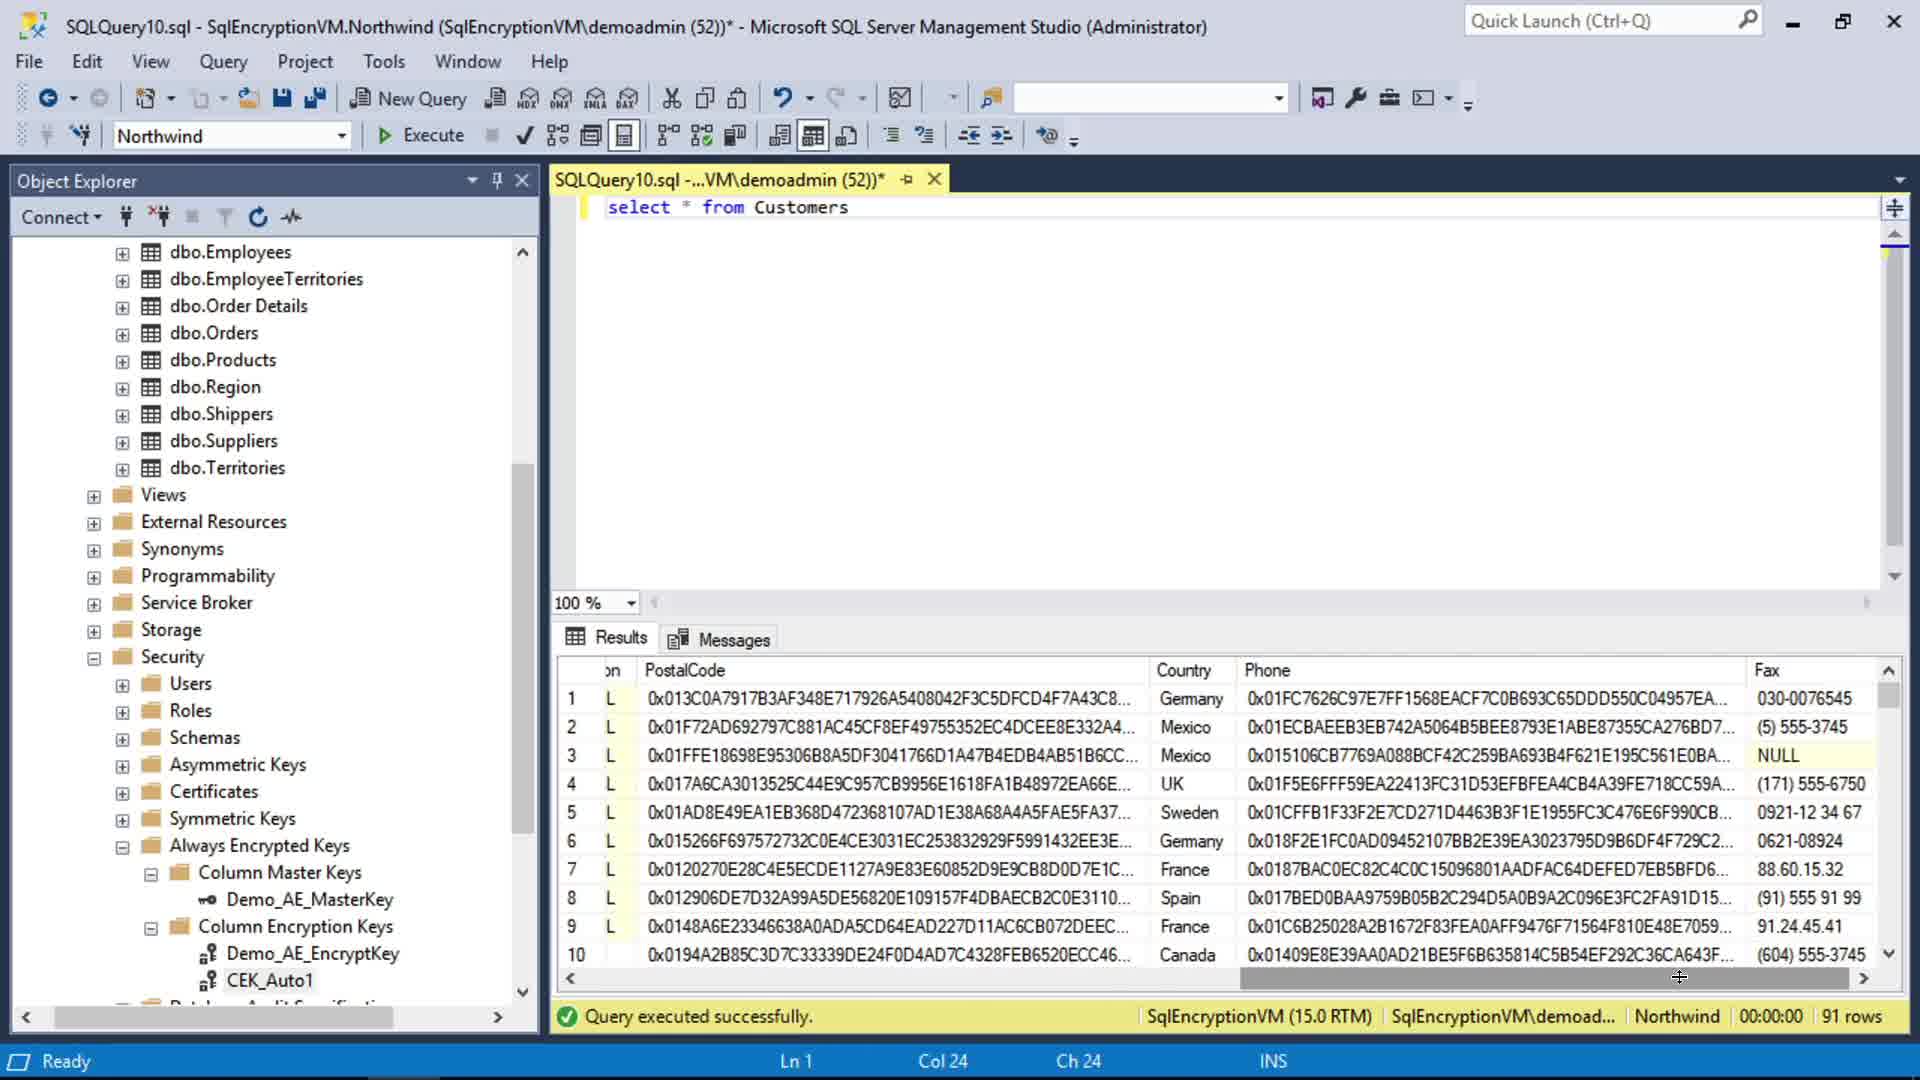 SQLQuery10.sql - SqlEncryptionVM.Northwind (SqlEncryptionVM\demoadmin (52))* - Microsoft SQL Server Management Studio (Administrator)
Quick Launch (Ctrl+Q)
File Edit View Query Project Tools Window Help
New Query MDX DMX XMLA DAX
Northwind Execute
Object Explorer
SQLQuery10.sql -...VM\demoadmin (52))*
Connect
select * from Customers
dbo.Employees
dbo.EmployeeTerritories
dbo.Order Details
dbo.Orders
dbo.Products
dbo.Region
dbo.Shippers
dbo.Suppliers
dbo.Territories
Views
External Resources
Synonyms
Programmability
Service Broker
Storage
Security
Users
Roles
Schemas
Asymmetric Keys
Certificates
Symmetric Keys
Always Encrypted Keys
Column Master Keys
Demo_AE_MasterKey
Column Encryption Keys
Demo_AE_EncryptKey
CEK_Auto1
100 %
Results Messages
on PostalCode Country Phone Fax
1 L 0x013C0A7917B3AF348E717926A5408042F3C5DFCD4F7A43C8... Germany 0x01FC7626C97E7FF1568EACF7C0B693C65DDD550C04957EA... 030-0076545
2 L 0x01F72AD692797C881AC45CF8EF49755352EC4DCEE8E332A4... Mexico 0x01ECBAEEB3EB742A5064B5BEE8793E1ABE87355CA276BD7... (5) 555-3745
3 L 0x01FFE18698E95306B8A5DF3041766D1A47B4EDB4AB51B6CC... Mexico 0x015106CB7769A088BCF42C259BA693B4F621E195C561E0BA... NULL
4 L 0x017A6CA3013525C44E9C957CB9956E1618FA1B48972EA66E... UK 0x01F5E6FFF59EA22413FC31D53EFBFEA4CB4A39FE718CC59A... (171) 555-6750
5 L 0x01AD8E49EA1EB368D472368107AD1E38A68A4A5FAE5FA37... Sweden 0x01CFFB1F33F2E7CD271D4463B3F1E1955FC3C476E6F990CB... 0921-12 34 67
6 L 0x015266F697572732C0E4CE3031EC253832929F5991432EE3E... Germany 0x018F2E1FC0AD09452107BB2E39EA3023795D9B6DF4F729C2... 0621-08924
7 L 0x0120270E28C4E5ECDE1127A9E83E60852D9E9CB8D0D7E1C... France 0x0187BAC0EC82C4C0C15096801AADFAC64DEFED7EB5BFD6... 88.60.15.32
8 L 0x012906DE7D32A99A5DE56820E109157F4DBAECB2C0E3110... Spain 0x017BED0BAA9759B05B2C294D5A0B9A2C096E3FC2FA91D15... (91) 555 91 99
9 L 0x0148A6E23346638A0ADA5CD64EAD227D11AC6CB072DEEC... France 0x01C6B25028A2B1672F83FEA0AFF9476F71564F810E48E7059... 91.24.45.41
10 0x0194A2B85C3D7C33339DE24F0D4AD7C4328FEB6520ECC46... Canada 0x01409E8E39AA0AD21BE5F6B635814C5B54EF292C36CA643F... (604) 555-3745
Query executed successfully. SqlEncryptionVM (15.0 RTM) SqlEncryptionVM\demoad... Northwind 00:00:00 91 rows
Ready Ln 1 Col 24 Ch 24 INS